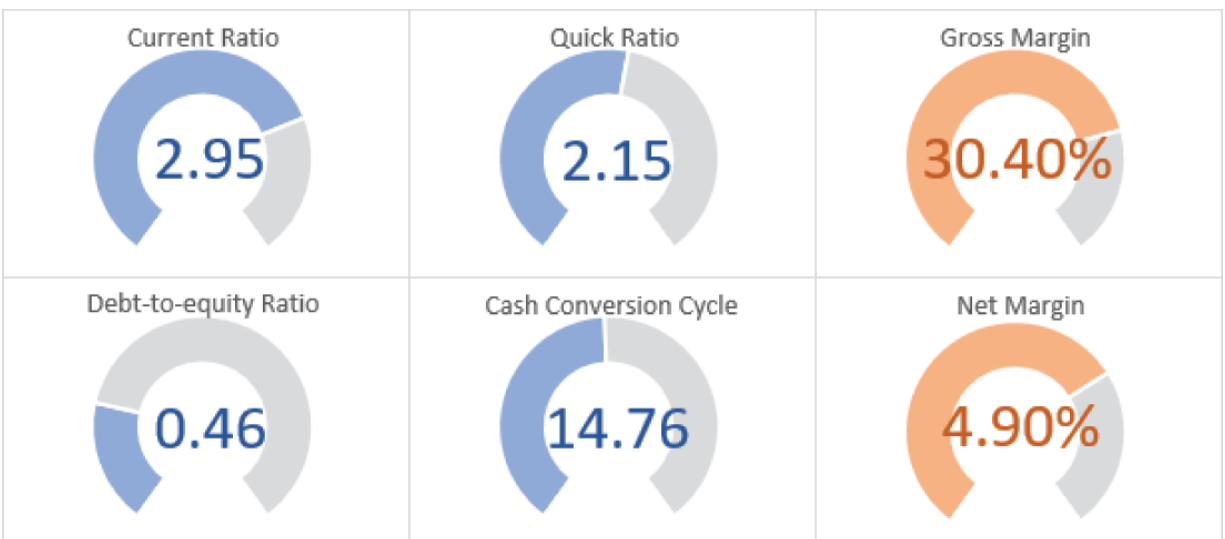 Current Ratio
Quick Ratio
Gross Margin
2.95
2.15
30.40%
Debt-to-equity Ratio
Cash Conversion Cycle
Net Margin
0.46
14.76
4.90%